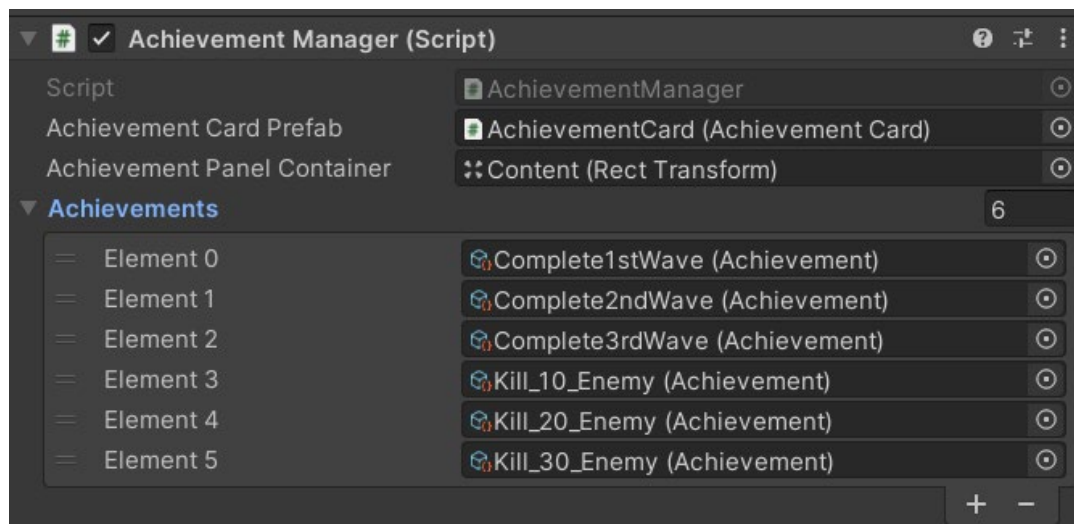 Achievement Manager (Script)
Script AchievementManager
Achievement Card Prefab AchievementCard (Achievement Card)
Achievement Panel Container Content (Rect Transform)
Achievements 6
Element 0 Complete1stWave (Achievement)
Element 1 Complete2ndWave (Achievement)
Element 2 Complete3rdWave (Achievement)
Element 3 Kill_10_Enemy (Achievement)
Element 4 Kill_20_Enemy (Achievement)
Element 5 Kill_30_Enemy (Achievement)